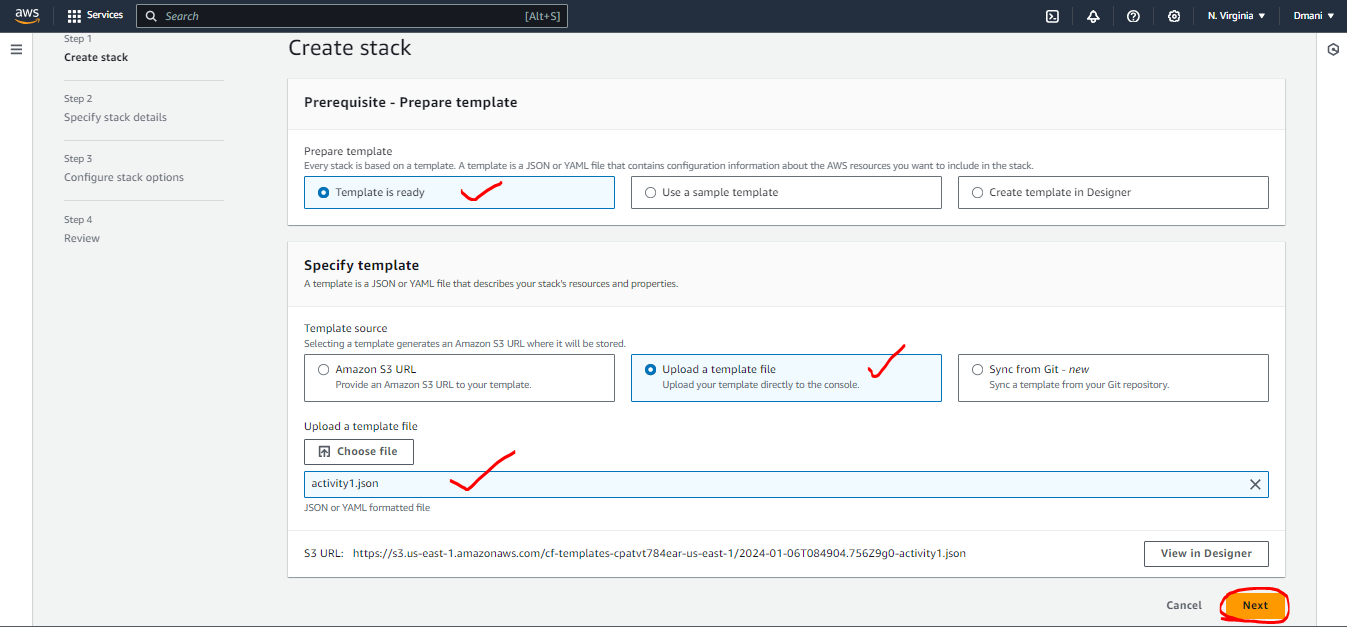 aws
Services
Search
[Alt+S]
N. Virginia
Dmani
Step 1
Create stack
Step 2
Specify stack details
Step 3
Configure stack options
Step 4
Review
Create stack
Prerequisite - Prepare template
Prepare template
Every stack is based on a template. A template is a JSON or YAML file that contains configuration information about the AWS resources you want to include in the stack.
Template is ready
Use a sample template
Create template in Designer
Specify template
A template is a JSON or YAML file that describes your stack's resources and properties.
Template source
Selecting a template generates an Amazon S3 URL where it will be stored.
Amazon S3 URL
Provide an Amazon S3 URL to your template.
Upload a template file
Upload your template directly to the console.
Sync from Git - new
Sync a template from your Git repository.
Upload a template file
Choose file
activity1.json
JSON or YAML formatted file
S3 URL: https://s3.us-east-1.amazonaws.com/cf-templates-cpatvt784ear-us-east-1/2024-01-06T084904.756Z9g0-activity1.json
View in Designer
Cancel
Next